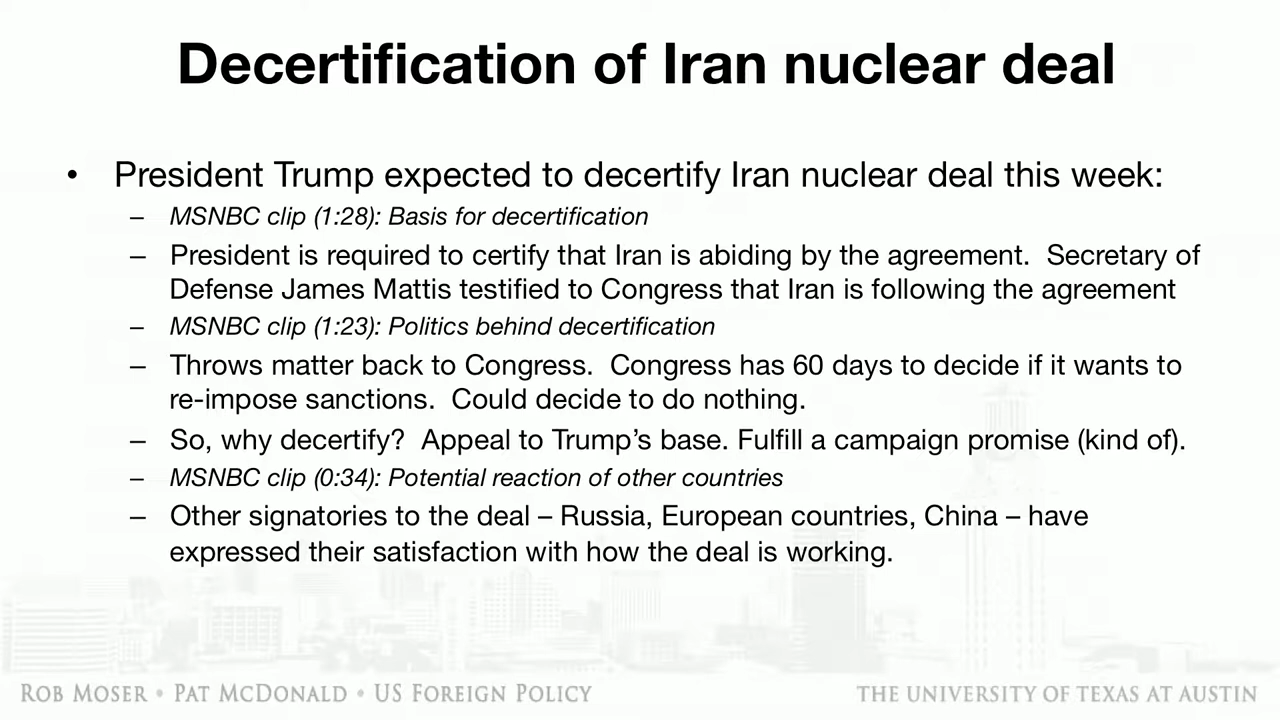 Decertification of Iran nuclear deal
• President Trump expected to decertify Iran nuclear deal this week:
– MSNBC clip (1:28): Basis for decertification
– President is required to certify that Iran is abiding by the agreement.  Secretary of
Defense James Mattis testified to Congress that Iran is following the agreement
– MSNBC clip (1:23): Politics behind decertification
– Throws matter back to Congress.  Congress has 60 days to decide if it wants to
re-impose sanctions.  Could decide to do nothing.
– So, why decertify?  Appeal to Trump’s base. Fulfill a campaign promise (kind of).
– MSNBC clip (0:34): Potential reaction of other countries
– Other signatories to the deal – Russia, European countries, China – have
expressed their satisfaction with how the deal is working.
ROB MOSER • PAT MCDONALD • US FOREIGN POLICY
THE UNIVERSITY OF TEXAS AT AUSTIN